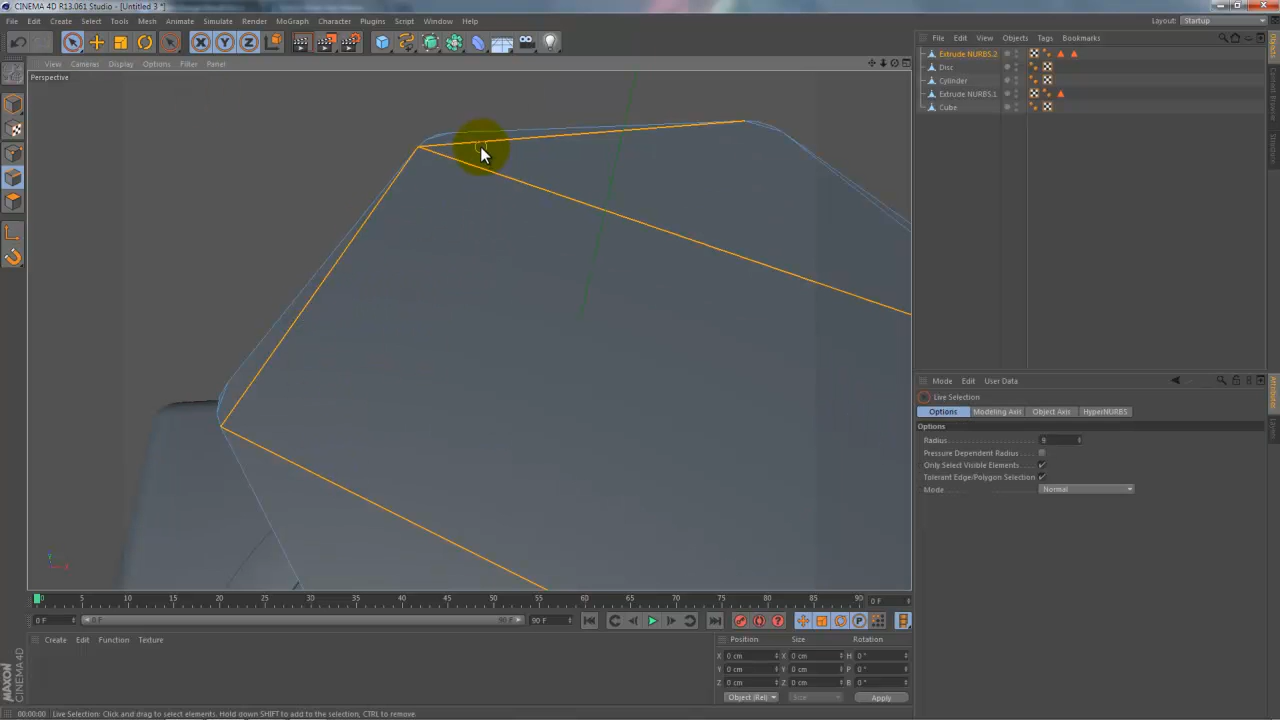 CINEMA 4D R13.061 Studio - [Untitled 3 *]
File Edit Create Select Tools Mesh Animate Simulate Render MoGraph Character Plugins Script Window Help
Layout: Startup
View Cameras Display Options Filter Panel
Perspective
File Edit View Objects Tags Bookmarks
Extrude NURBS.2
Disc
Cylinder
Extrude NURBS.1
Cube
Mode Edit User Data
Live Selection
Options Modeling Axis Object Axis HyperNURBS
Options
Radius 9
Pressure Dependent Radius
Only Select Visible Elements
Tolerant Edge/Polygon Selection
Mode Normal
0 5 10 15 20 25 30 35 40 45 50 55 60 65 70 75 80 85 90 0 F
0 F 0 F 90 F 90 F
Create Edit Function Texture
Position Size Rotation
X 0 cm X 0 cm H 0 °
Y 0 cm Y 0 cm P 0 °
Z 0 cm Z 0 cm B 0 °
Object (Rel) Size Apply
MAXON CINEMA 4D
00:00:00 Live Selection: Click and drag to select elements. Hold down SHIFT to add to the selection, CTRL to remove.